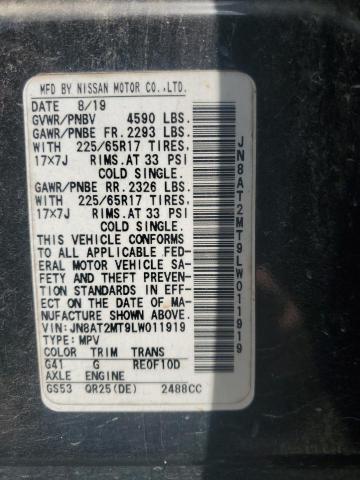 MFD BY NISSAN MOTOR CO.,LTD.
DATE 8/19
GVWR/PNBV 4590 LBS.
GAWR/PNBE FR. 2293 LBS.
WITH 225/65R17 TIRES,
17×7J RIMS.AT 33 PSI
COLD SINGLE.
GAWR/PNBE RR. 2326 LBS.
WITH 225/65R17 TIRES,
17×7J RIMS.AT 33 PSI
COLD SINGLE.
THIS VEHICLE CONFORMS
TO ALL APPLICABLE FED-
ERAL MOTOR VEHICLE SA-
FETY AND THEFT PREVEN-
TION STANDARDS IN EFF-
ECT ON THE DATE OF MA-
NUFACTURE SHOWN ABOVE.
VIN:JN8AT2MT9LW011919
TYPE:MPV
COLOR TRIM TRANS
G41 G RE0F10D
AXLE ENGINE
GS53 QR25(DE) 2488CC
JN8AT2MT9LW011919